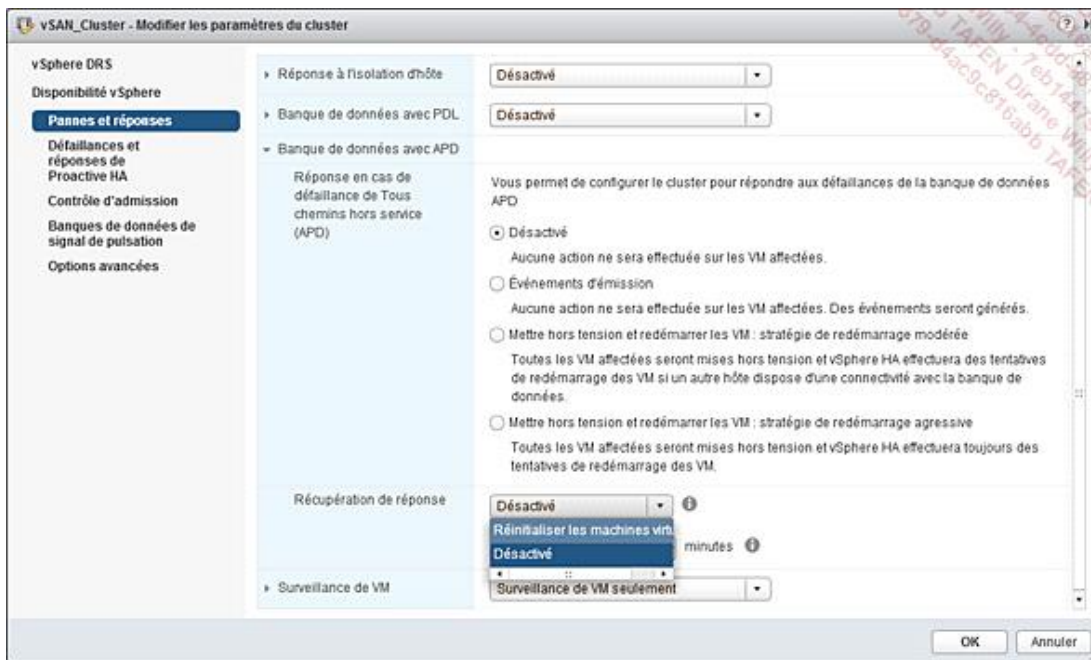 vSAN_Cluster - Modifier les paramètres du cluster
vSphere DRS
Disponibilité vSphere
Pannes et réponses
Défaillances et
réponses de
Proactive HA
Contrôle d'admission
Banques de données de
signal de pulsation
Options avancées
Réponse à l'isolation d'hôte
Désactivé
Banque de données avec PDL
Désactivé
Banque de données avec APD
Réponse en cas de
défaillance de Tous
chemins hors service
(APD)
Vous permet de configurer le cluster pour répondre aux défaillances de la banque de données
APD
Désactivé
Aucune action ne sera effectuée sur les VM affectées.
Événements d'émission
Aucune action ne sera effectuée sur les VM affectées. Des événements seront générés.
Mettre hors tension et redémarrer les VM : stratégie de redémarrage modérée
Toutes les VM affectées seront mises hors tension et vSphere HA effectuera des tentatives
de redémarrage des VM si un autre hôte dispose d'une connectivité avec la banque de
données.
Mettre hors tension et redémarrer les VM : stratégie de redémarrage agressive
Toutes les VM affectées seront mises hors tension et vSphere HA effectuera toujours des
tentatives de redémarrage des VM.
Récupération de réponse
Désactivé
Réinitialiser les machines virtu
Désactivé
minutes
Surveillance de VM
Surveillance de VM seulement
OK
Annuler